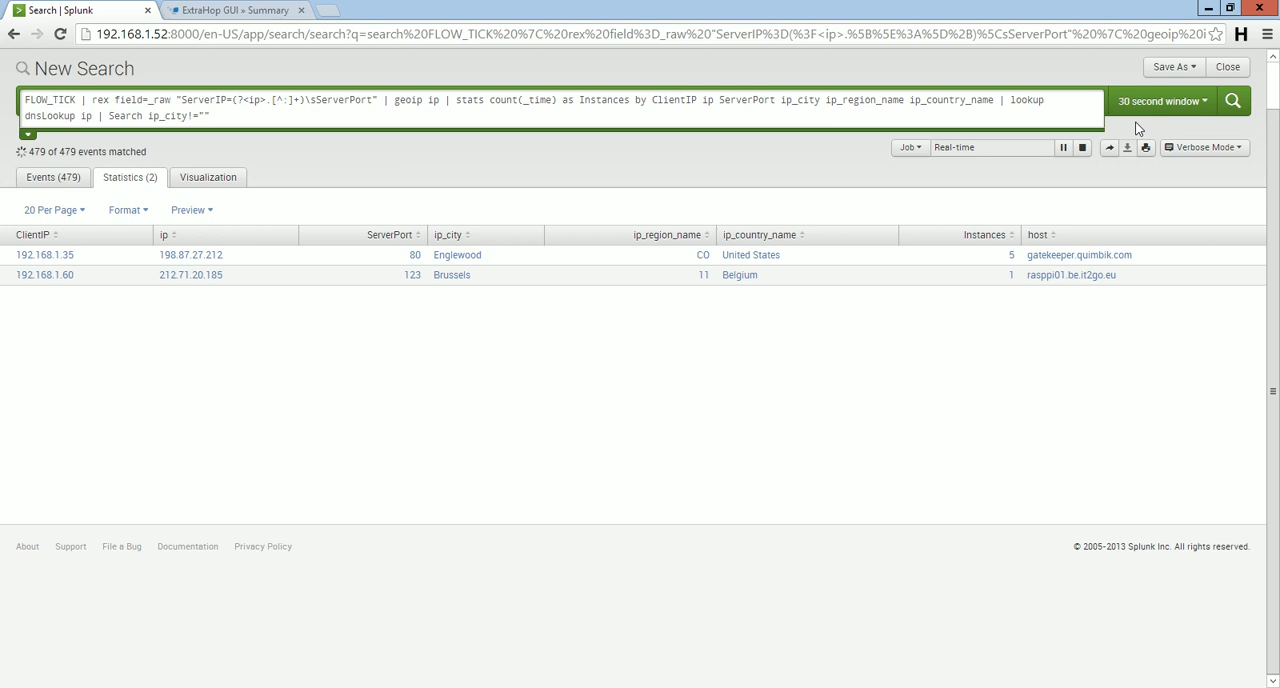 Search | Splunk
ExtraHop GUI » Summary
192.168.1.52:8000/en-US/app/search/search?q=search%20FLOW_TICK%20%7C%20rex%20field%3D_raw%20"ServerIP%3D(%3F<ip>.%5B%5E%3A%5D%2B)%5CsServerPort"%20%7C%20geoip%20i
H
New Search
Save As
Close
FLOW_TICK | rex field=_raw "ServerIP=(?<ip>.[^:]+)\sServerPort" | geoip ip | stats count(_time) as Instances by ClientIP ip ServerPort ip_city ip_region_name ip_country_name | lookup
dnsLookup ip | Search ip_city!=""
30 second window
479 of 479 events matched
Job
Real-time
Verbose Mode
Events (479)
Statistics (2)
Visualization
20 Per Page
Format
Preview
ClientIP ip ServerPort ip_city ip_region_name ip_country_name Instances host
192.168.1.35 198.87.27.212 80 Englewood CO United States 5 gatekeeper.quimbik.com
192.168.1.60 212.71.20.185 123 Brussels 11 Belgium 1 rasppi01.be.it2go.eu
About Support File a Bug Documentation Privacy Policy
© 2005-2013 Splunk Inc. All rights reserved.